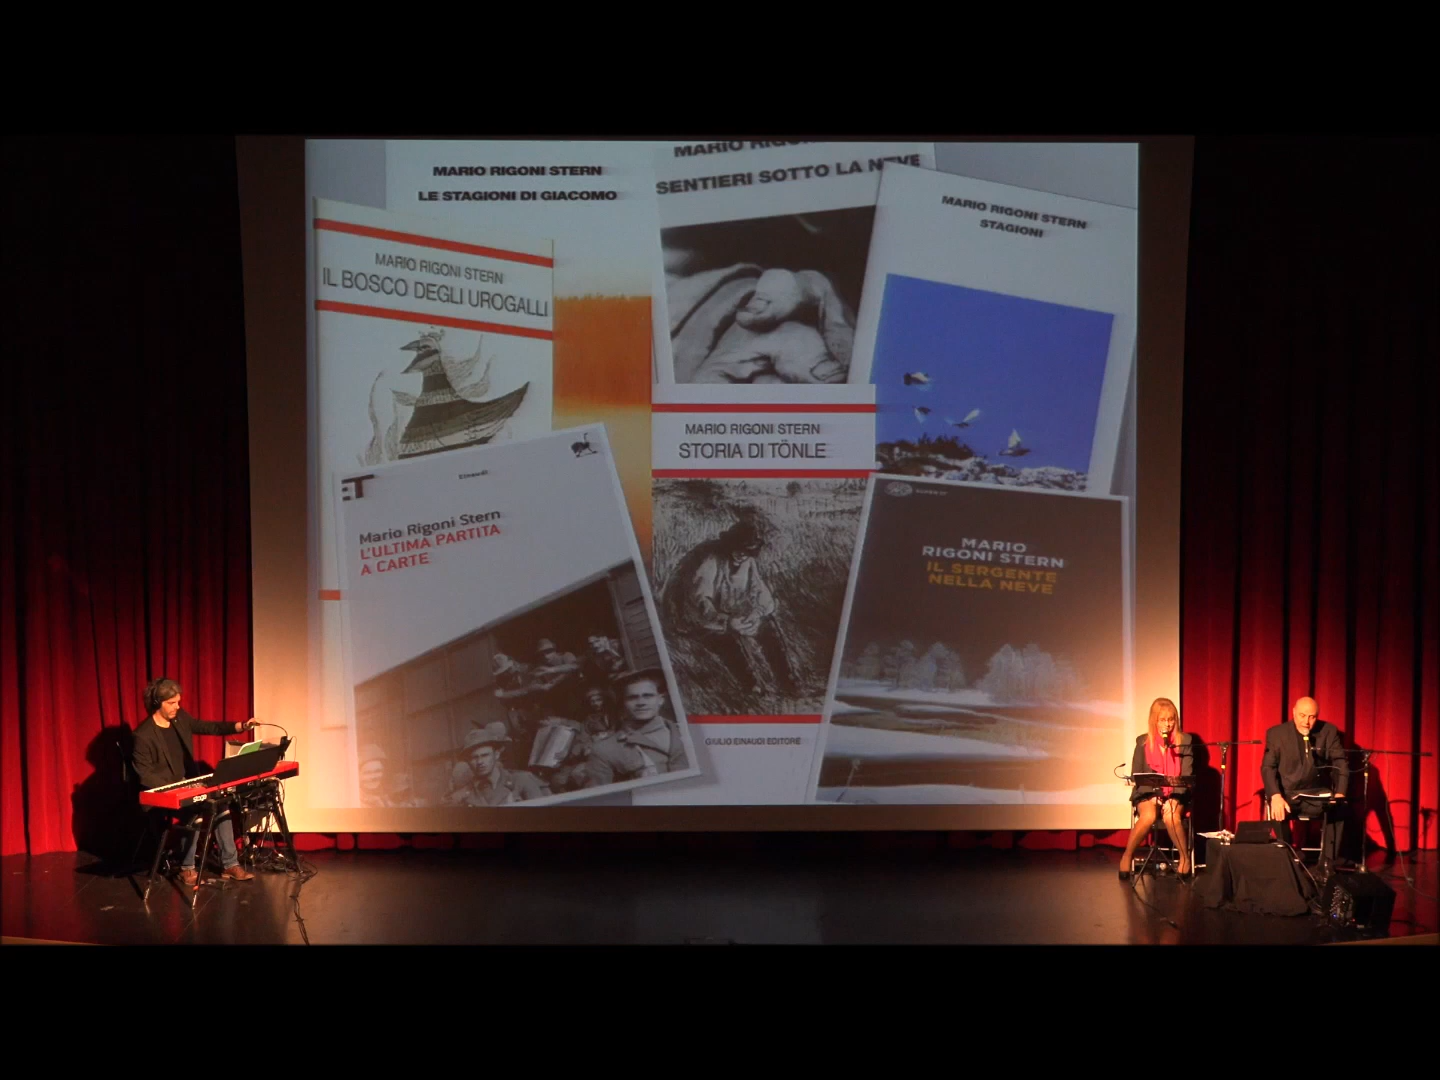 MARIO RIGONI STERN
LE STAGIONI DI GIACOMO
MARIO
SENTIERI SOTTO LA NEVE
MARIO RIGONI STERN
STAGIONI
MARIO RIGONI STERN
IL BOSCO DEGLI UROGALLI
MARIO RIGONI STERN
STORIA DI TÖNLE
GIULIO EINAUDI EDITORE
ET
Einaudi
Mario Rigoni Stern
L'ULTIMA PARTITA
A CARTE
MARIO
RIGONI STERN
IL SERGENTE
NELLA NEVE